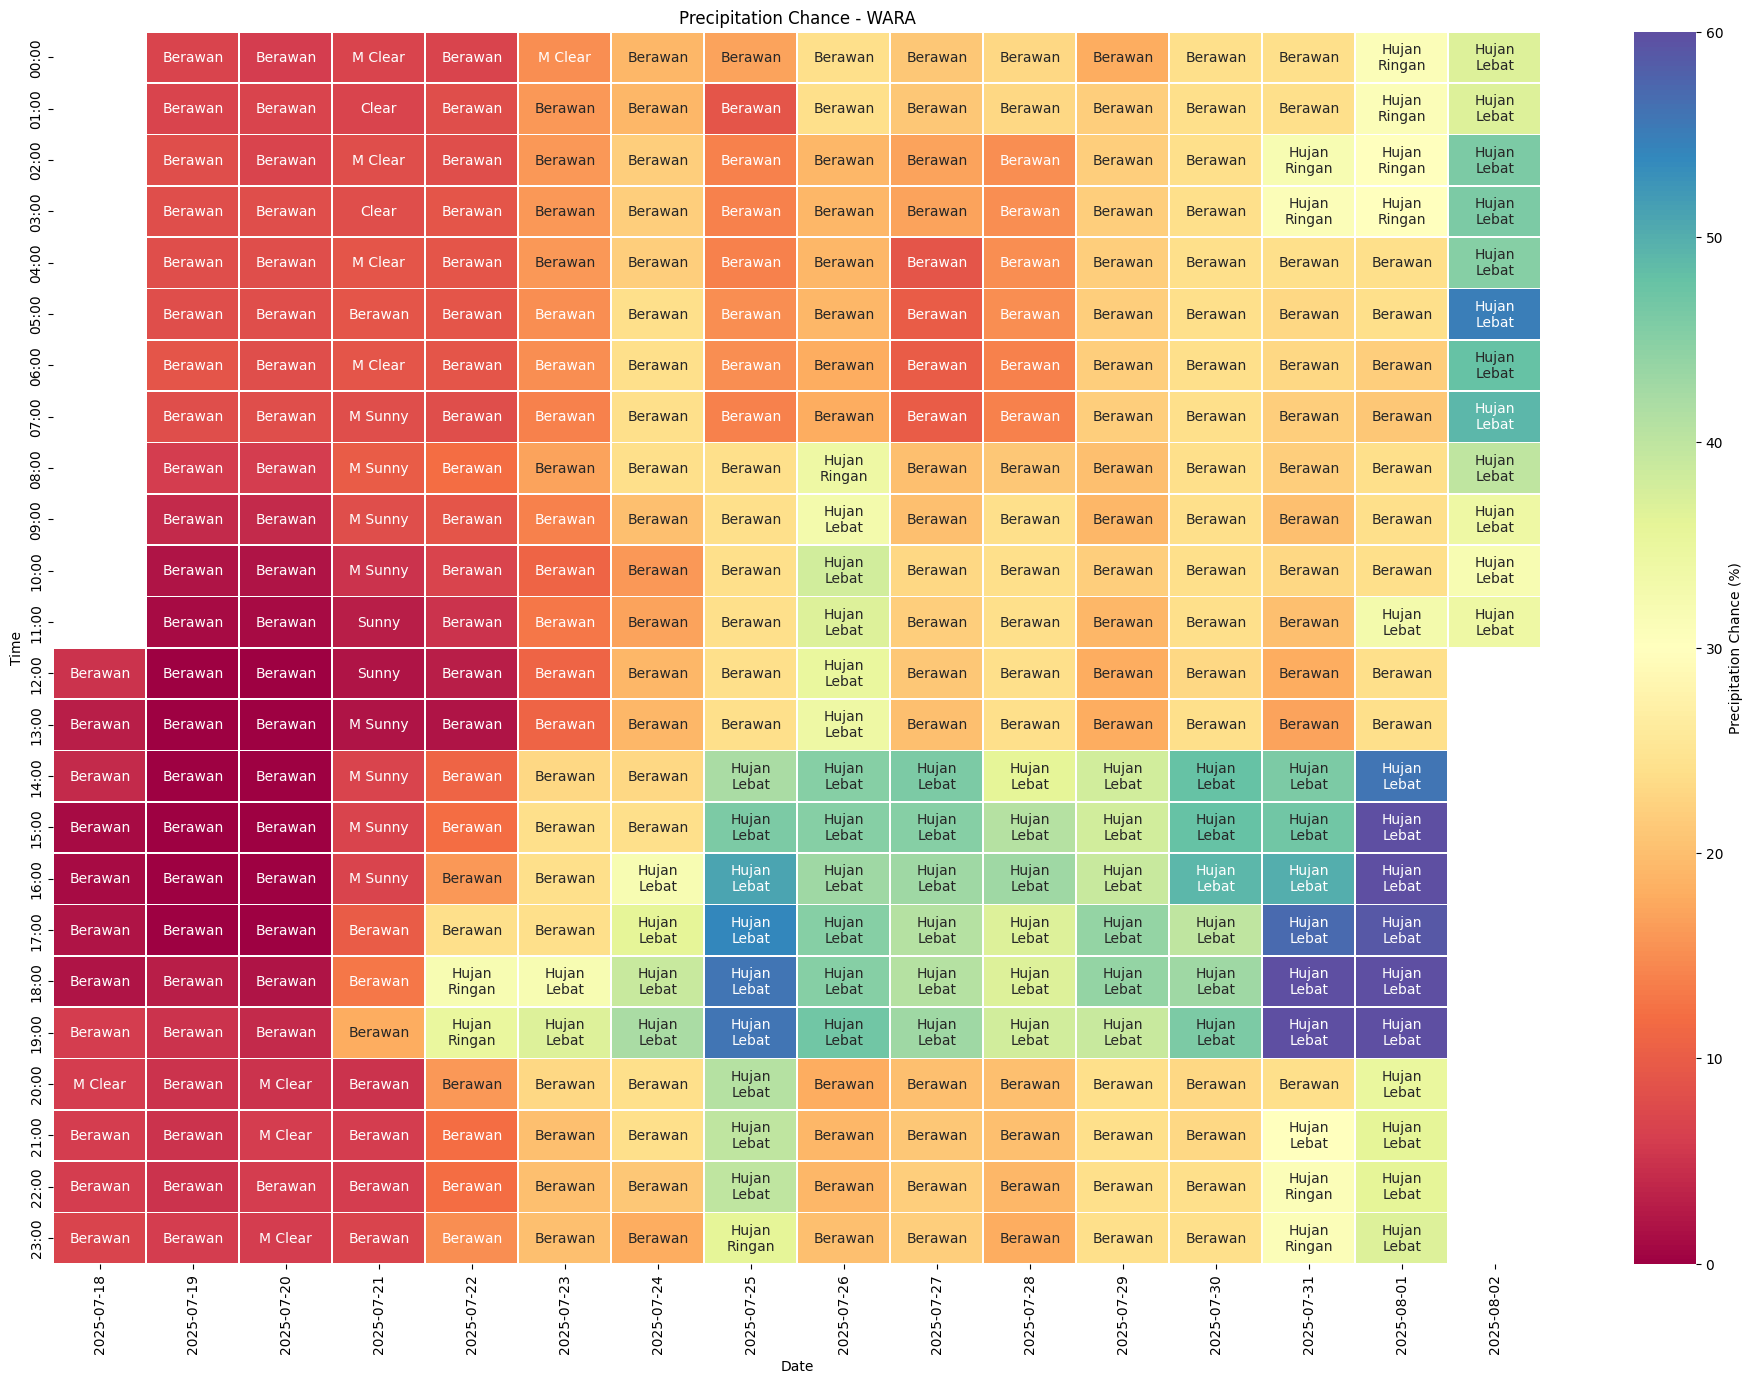 Precipitation Chance - WARA
00:00 Berawan Berawan M Clear Berawan M Clear Berawan Berawan Berawan Berawan Berawan Berawan Berawan Berawan Hujan Ringan Hujan Lebat
01:00 Berawan Berawan Clear Berawan Berawan Berawan Berawan Berawan Berawan Berawan Berawan Berawan Berawan Hujan Ringan Hujan Lebat
02:00 Berawan Berawan M Clear Berawan Berawan Berawan Berawan Berawan Berawan Berawan Berawan Berawan Hujan Ringan Hujan Ringan Hujan Lebat
03:00 Berawan Berawan Clear Berawan Berawan Berawan Berawan Berawan Berawan Berawan Berawan Berawan Hujan Ringan Hujan Ringan Hujan Lebat
04:00 Berawan Berawan M Clear Berawan Berawan Berawan Berawan Berawan Berawan Berawan Berawan Berawan Berawan Berawan Hujan Lebat
05:00 Berawan Berawan Berawan Berawan Berawan Berawan Berawan Berawan Berawan Berawan Berawan Berawan Berawan Berawan Hujan Lebat
06:00 Berawan Berawan M Clear Berawan Berawan Berawan Berawan Berawan Berawan Berawan Berawan Berawan Berawan Berawan Hujan Lebat
07:00 Berawan Berawan M Sunny Berawan Berawan Berawan Berawan Berawan Berawan Berawan Berawan Berawan Berawan Berawan Hujan Lebat
08:00 Berawan Berawan M Sunny Berawan Berawan Berawan Berawan Hujan Ringan Berawan Berawan Berawan Berawan Berawan Berawan Hujan Lebat
09:00 Berawan Berawan M Sunny Berawan Berawan Berawan Berawan Hujan Lebat Berawan Berawan Berawan Berawan Berawan Berawan Hujan Lebat
10:00 Berawan Berawan M Sunny Berawan Berawan Berawan Berawan Hujan Lebat Berawan Berawan Berawan Berawan Berawan Berawan Hujan Lebat
11:00 Berawan Berawan Sunny Berawan Berawan Berawan Berawan Hujan Lebat Berawan Berawan Berawan Berawan Berawan Hujan Lebat Hujan Lebat
12:00 Berawan Berawan Berawan Sunny Berawan Berawan Berawan Berawan Hujan Lebat Berawan Berawan Berawan Berawan Berawan Berawan
13:00 Berawan Berawan Berawan M Sunny Berawan Berawan Berawan Berawan Hujan Lebat Berawan Berawan Berawan Berawan Berawan Berawan
14:00 Berawan Berawan Berawan M Sunny Berawan Berawan Berawan Hujan Lebat Hujan Lebat Hujan Lebat Hujan Lebat Hujan Lebat Hujan Lebat Hujan Lebat Hujan Lebat
15:00 Berawan Berawan Berawan M Sunny Berawan Berawan Berawan Hujan Lebat Hujan Lebat Hujan Lebat Hujan Lebat Hujan Lebat Hujan Lebat Hujan Lebat Hujan Lebat
16:00 Berawan Berawan Berawan M Sunny Berawan Berawan Hujan Lebat Hujan Lebat Hujan Lebat Hujan Lebat Hujan Lebat Hujan Lebat Hujan Lebat Hujan Lebat Hujan Lebat
17:00 Berawan Berawan Berawan Berawan Berawan Berawan Hujan Lebat Hujan Lebat Hujan Lebat Hujan Lebat Hujan Lebat Hujan Lebat Hujan Lebat Hujan Lebat Hujan Lebat
18:00 Berawan Berawan Berawan Berawan Hujan Ringan Hujan Lebat Hujan Lebat Hujan Lebat Hujan Lebat Hujan Lebat Hujan Lebat Hujan Lebat Hujan Lebat Hujan Lebat Hujan Lebat
19:00 Berawan Berawan Berawan Berawan Hujan Ringan Hujan Lebat Hujan Lebat Hujan Lebat Hujan Lebat Hujan Lebat Hujan Lebat Hujan Lebat Hujan Lebat Hujan Lebat Hujan Lebat
20:00 M Clear Berawan M Clear Berawan Berawan Berawan Berawan Hujan Lebat Berawan Berawan Berawan Berawan Berawan Berawan Hujan Lebat
21:00 Berawan Berawan M Clear Berawan Berawan Berawan Berawan Hujan Lebat Berawan Berawan Berawan Berawan Berawan Hujan Lebat Hujan Lebat
22:00 Berawan Berawan Berawan Berawan Berawan Berawan Berawan Hujan Lebat Berawan Berawan Berawan Berawan Berawan Hujan Ringan Hujan Lebat
23:00 Berawan Berawan M Clear Berawan Berawan Berawan Berawan Hujan Ringan Berawan Berawan Berawan Berawan Berawan Hujan Ringan Hujan Lebat
Time
2025-07-18 2025-07-19 2025-07-20 2025-07-21 2025-07-22 2025-07-23 2025-07-24 2025-07-25 2025-07-26 2025-07-27 2025-07-28 2025-07-29 2025-07-30 2025-07-31 2025-08-01 2025-08-02
Date
60
50
40
30
20
10
0
Precipitation Chance (%)